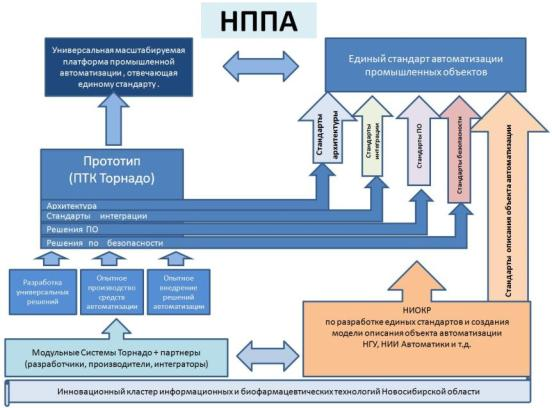 НППА
Универсальная масштабируемая
платформа промышленной
автоматизации , отвечающая
единому стандарту .
Единый стандарт автоматизации
промышленных объектов
Стандарты
архитектуры
Стандарты
интеграции
Стандарты ПО
Стандарты безопасности
Стандарты описания объекта автоматизации
Прототип
(ПТК Торнадо)
Архитектура
Стандарты интеграции
Решения ПО
Решения по безопасности
Разработка
универсальных
решений
Опытное
производство
средств
автоматизации
Опытное
внедрение
решений
автоматизации
НИОКР
по разработке единых стандартов и создания
модели описания объекта автоматизации
НГУ, НИИ Автоматики и т.д.
Модульные Системы Торнадо + партнеры
(разработчики, производители, интеграторы)
Инновационный кластер информационных и биофармацевтических технологий Новосибирской области